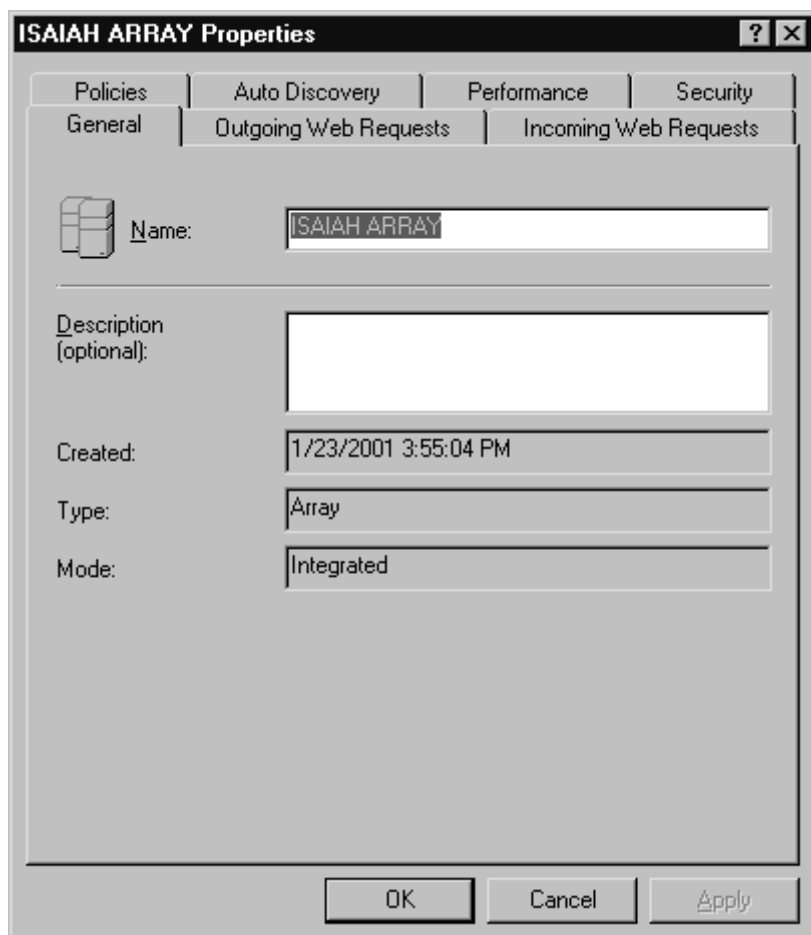 ISAIAH ARRAY Properties
Policies Auto Discovery Performance Security
General Outgoing Web Requests Incoming Web Requests
Name: ISAIAH ARRAY
Description
(optional):
Created: 1/23/2001 3:55:04 PM
Type: Array
Mode: Integrated
OK Cancel Apply